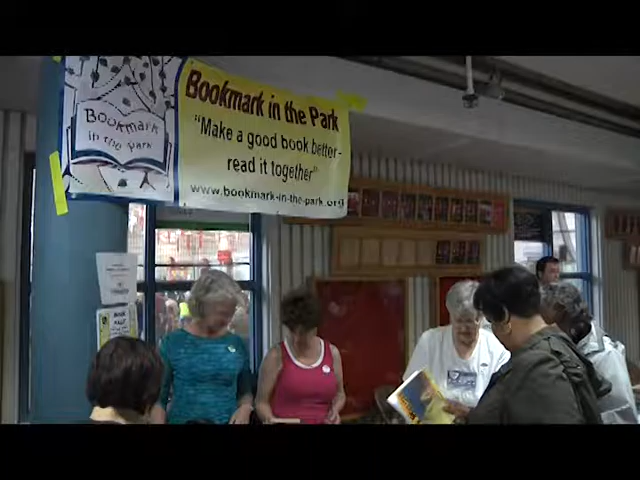 Bookmark
in the Park
Bookmark in the Park
"Make a good book better-
read it together"
www.bookmark-in-the-park.org